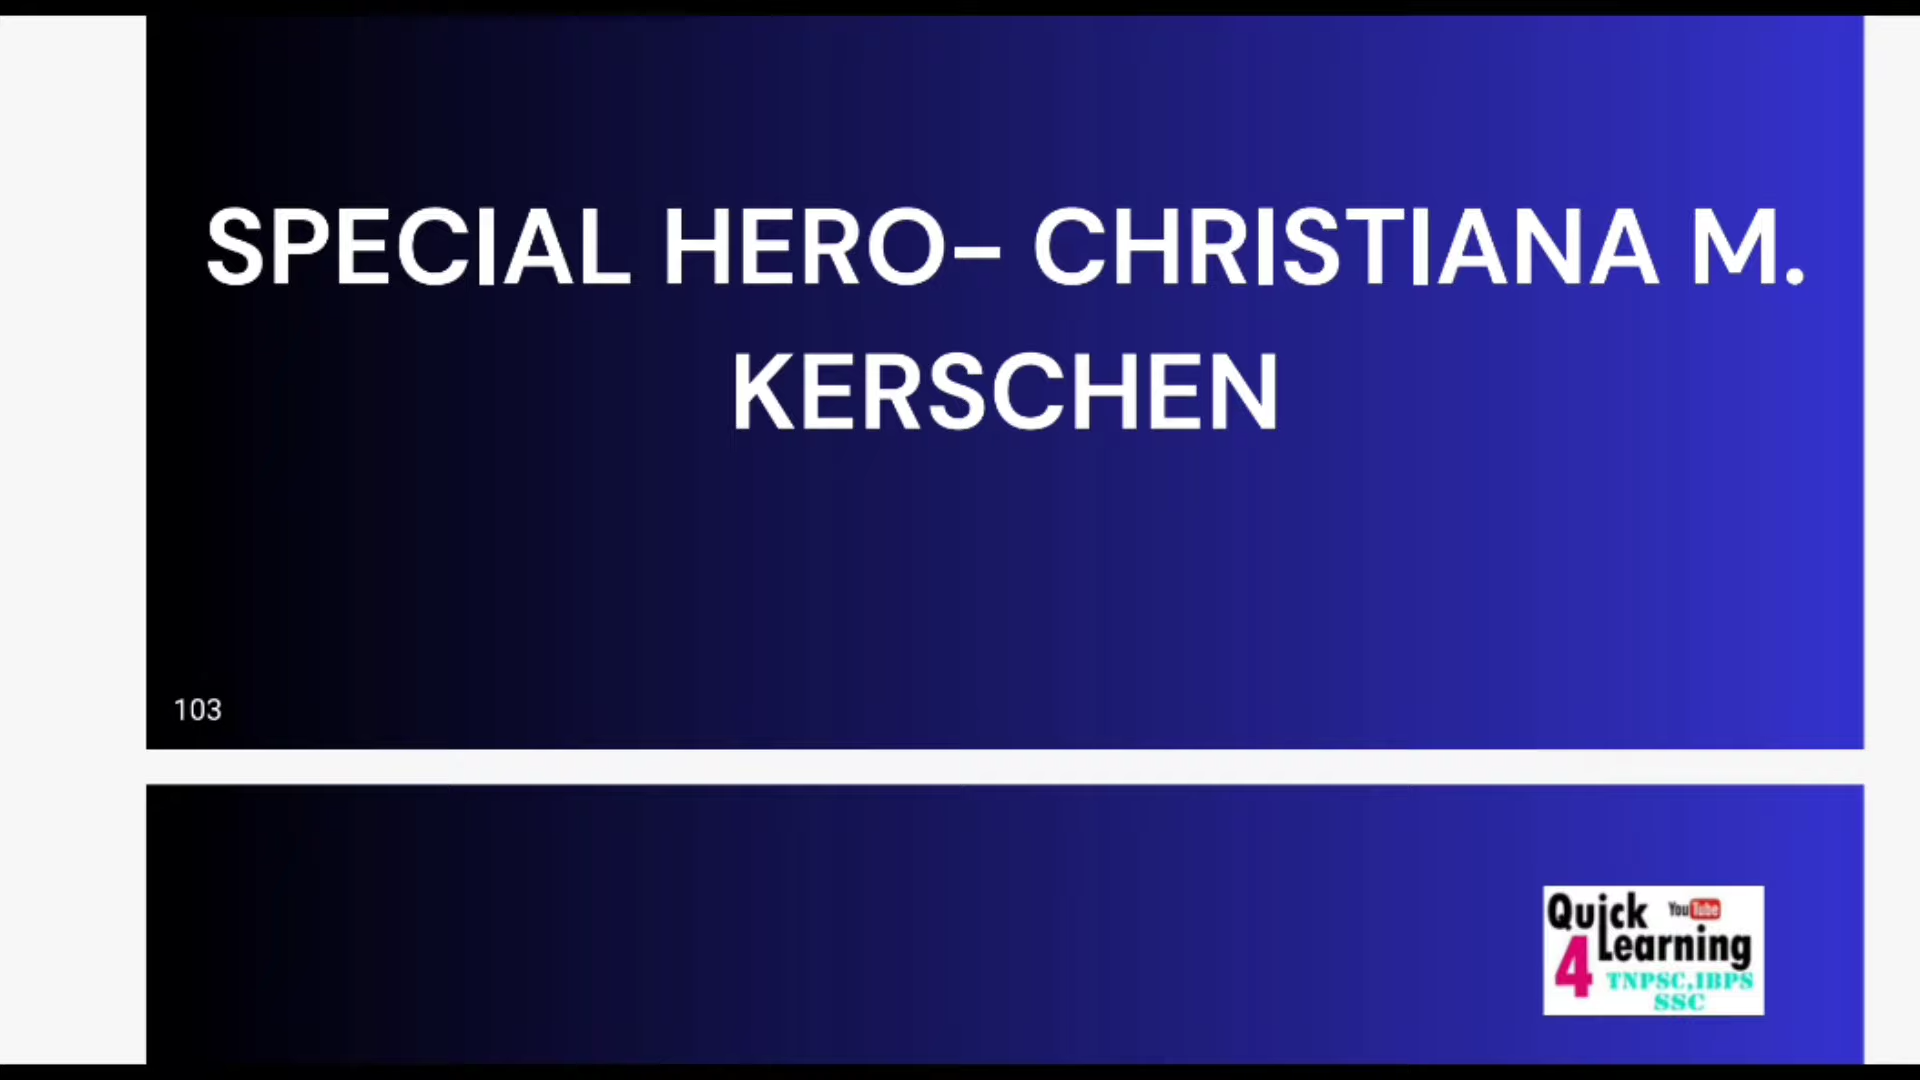 SPECIAL HERO- CHRISTIANA M.
KERSCHEN
103
Quick YouTube
4 Learning
TNPSC,IBPS
SSC